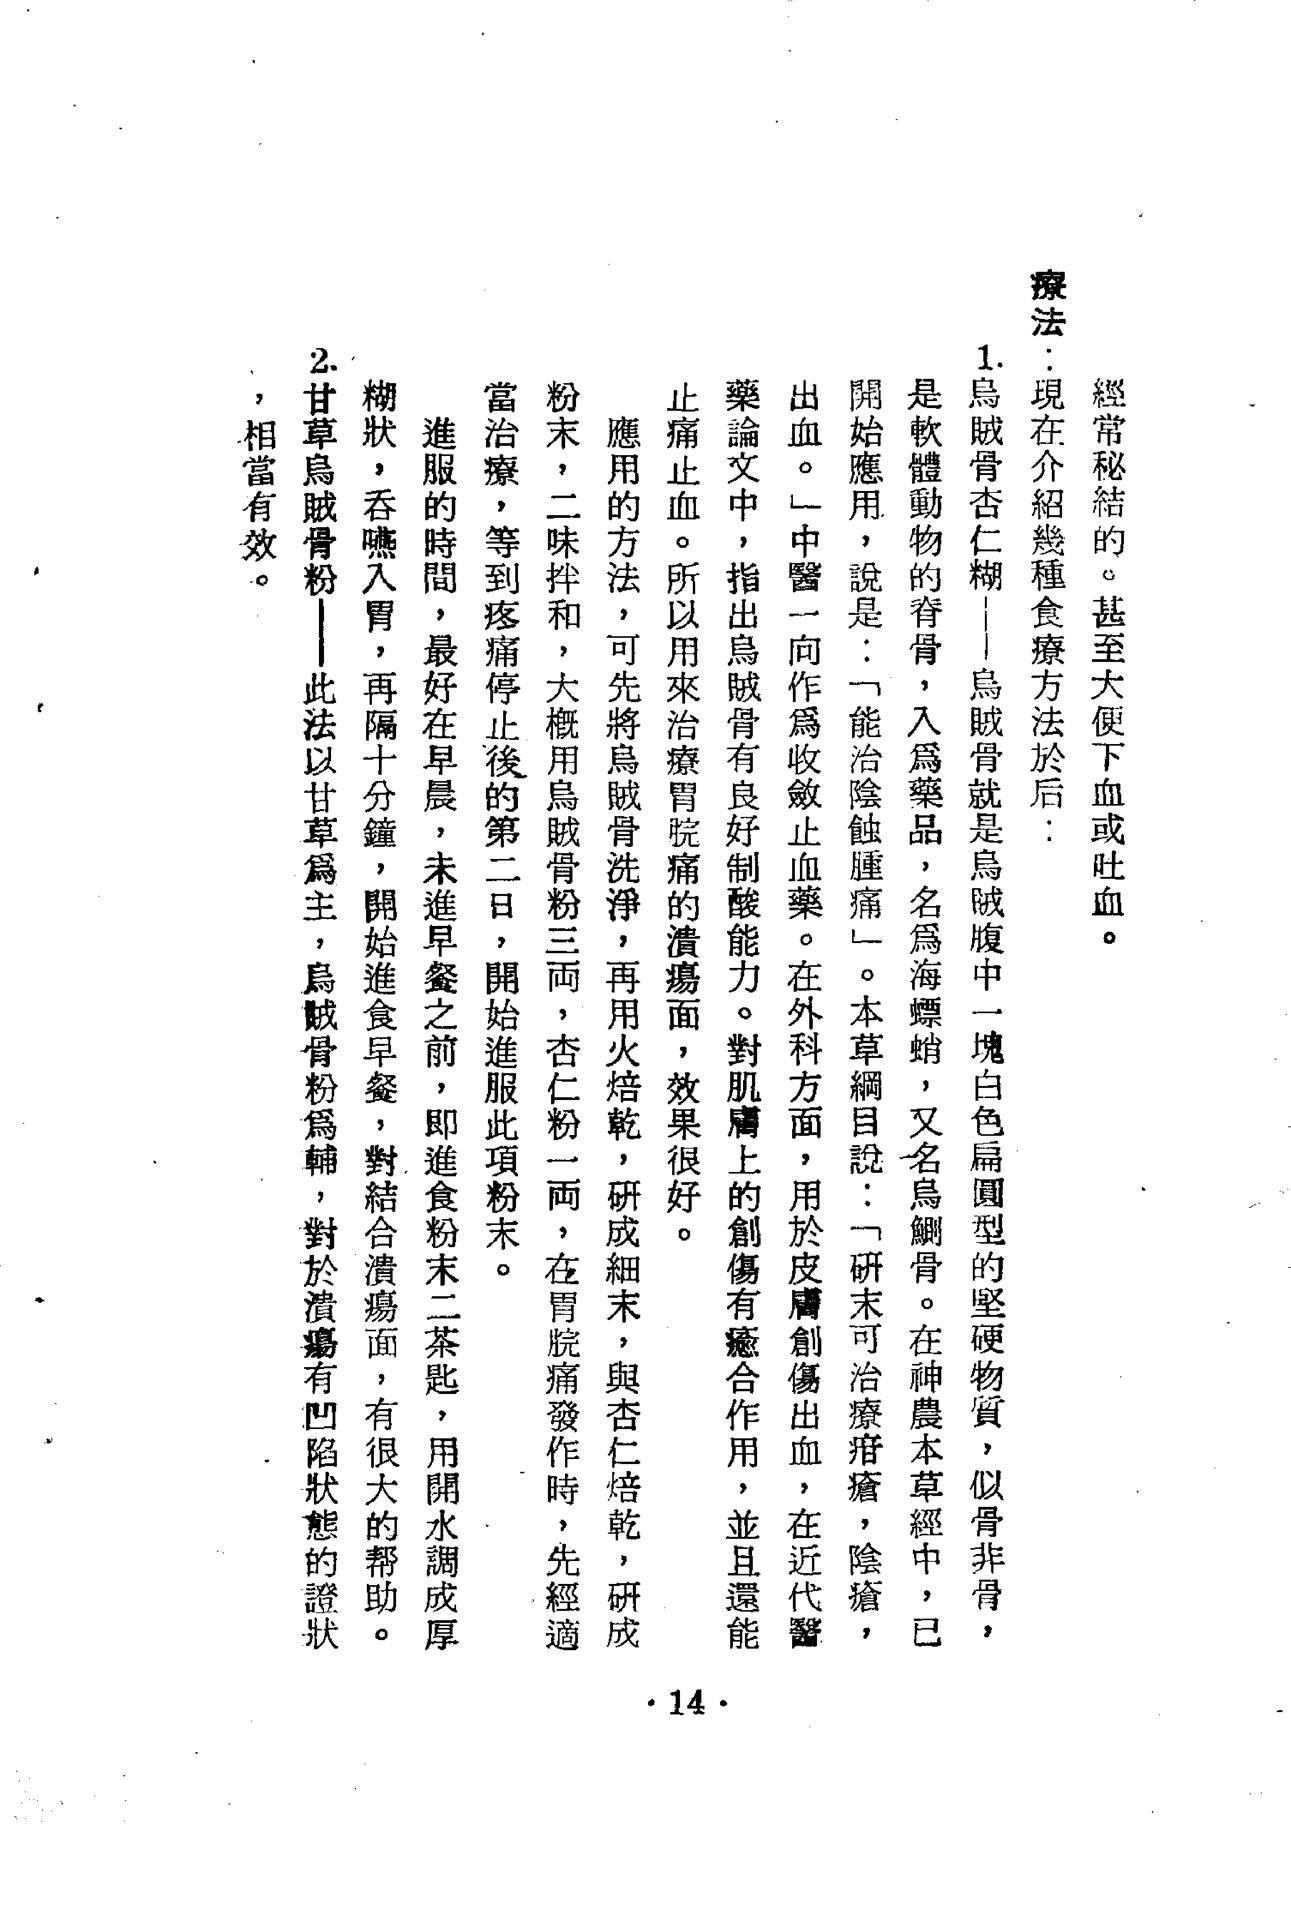 經常秘結的。甚至大便下血或吐血。
療法：現在介紹幾種食療方法於后：
1.烏賊骨杏仁糊——烏賊骨就是烏賊腹中一塊白色扁圓型的堅硬物質，似骨非骨，
是軟體動物的脊骨，入爲藥品，名爲海螵蛸，又名烏鰂骨。在神農本草經中，已
開始應用，說是：「能治陰蝕腫痛」。本草綱目說：「研末可治療疳瘡，陰瘡，
出血。」中醫一向作爲收斂止血藥。在外科方面，用於皮膚創傷出血，在近代醫
藥論文中，指出烏賊骨有良好制酸能力。對肌膚上的創傷有癒合作用，並且還能
止痛止血。所以用來治療胃脘痛的潰瘍面，效果很好。
應用的方法，可先將烏賊骨洗淨，再用火焙乾，研成細末，與杏仁焙乾，研成
粉末，二味拌和，大概用烏賊骨粉三両，杏仁粉一両，在胃脘痛發作時，先經適
當治療，等到疼痛停止後的第二日，開始進服此項粉末。
進服的時間，最好在早晨，未進早餐之前，即進食粉末二茶匙，用開水調成厚
糊狀，吞嚥入胃，再隔十分鐘，開始進食早餐，對結合潰瘍面，有很大的帮助。
2.甘草烏賊骨粉——此法以甘草爲主，烏賊骨粉爲輔，對於潰瘍有凹陷狀態的證狀
，相當有效。
·14·